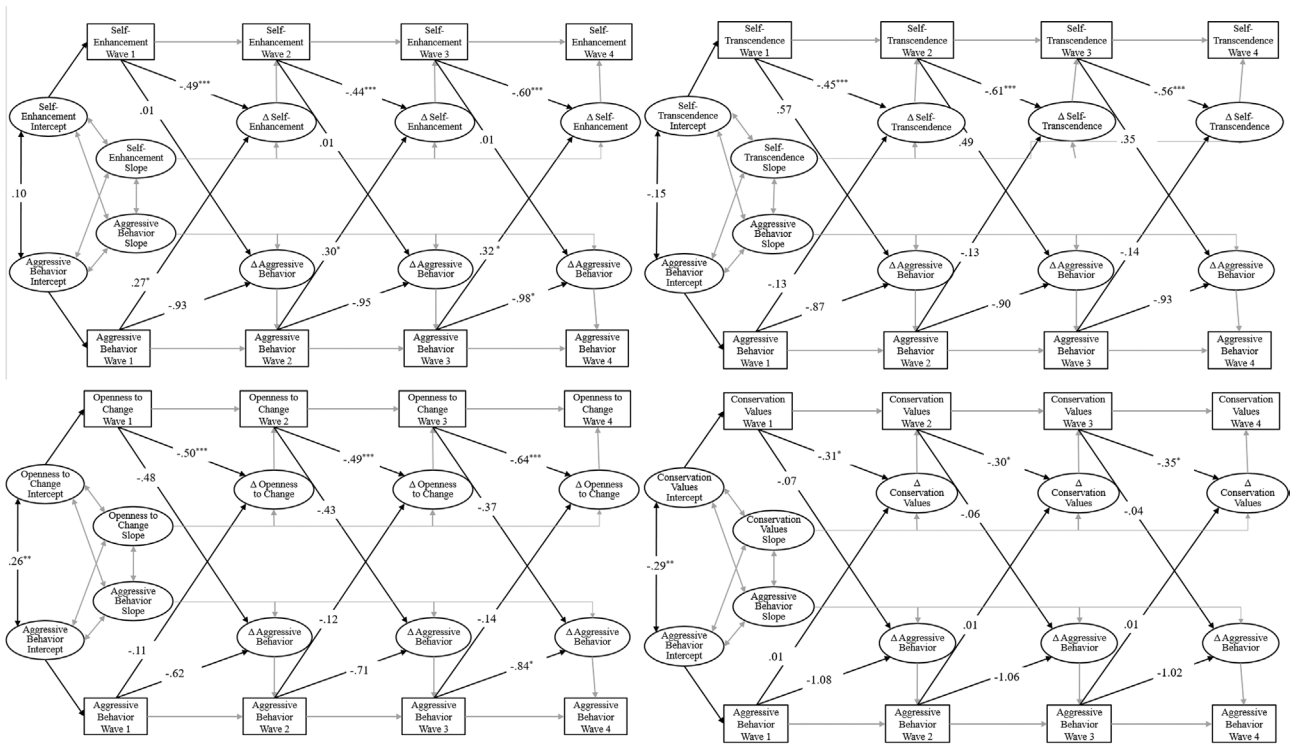 Self-
Enhancement
Wave 1
Self-
Enhancement
Wave 2
Self-
Enhancement
Wave 3
Self-
Enhancement
Wave 4
-.49***
-.44***
-.60***
.01
.01
.01
Self-
Enhancement
Intercept
Δ Self-
Enhancement
Δ Self-
Enhancement
Δ Self-
Enhancement
Self-
Enhancement
Slope
.10
Aggressive
Behavior
Slope
Aggressive
Behavior
Intercept
Δ Aggressive
Behavior
Δ Aggressive
Behavior
Δ Aggressive
Behavior
.27*
.30*
.32*
-.93
-.95
-.98*
Aggressive
Behavior
Wave 1
Aggressive
Behavior
Wave 2
Aggressive
Behavior
Wave 3
Aggressive
Behavior
Wave 4
Self-
Transcendence
Wave 1
Self-
Transcendence
Wave 2
Self-
Transcendence
Wave 3
Self-
Transcendence
Wave 4
-.45***
-.61***
-.56***
.57
.49
.35
Self-
Transcendence
Intercept
Δ Self-
Transcendence
Δ Self-
Transcendence
Δ Self-
Transcendence
Self-
Transcendence
Slope
-.15
Aggressive
Behavior
Slope
Aggressive
Behavior
Intercept
Δ Aggressive
Behavior
Δ Aggressive
Behavior
Δ Aggressive
Behavior
-.13
-.13
-.14
-.87
-.90
-.93
Aggressive
Behavior
Wave 1
Aggressive
Behavior
Wave 2
Aggressive
Behavior
Wave 3
Aggressive
Behavior
Wave 4
Openness to
Change
Wave 1
Openness to
Change
Wave 2
Openness to
Change
Wave 3
Openness to
Change
Wave 4
-.50***
-.49***
-.64***
-.48
-.43
-.37
Openness to
Change
Intercept
Δ Openness
to Change
Δ Openness
to Change
Δ Openness
to Change
Openness to
Change
Slope
.26**
Aggressive
Behavior
Slope
Aggressive
Behavior
Intercept
Δ Aggressive
Behavior
Δ Aggressive
Behavior
Δ Aggressive
Behavior
-.11
-.12
-.14
-.62
-.71
-.84*
Aggressive
Behavior
Wave 1
Aggressive
Behavior
Wave 2
Aggressive
Behavior
Wave 3
Aggressive
Behavior
Wave 4
Conservation
Values
Wave 1
Conservation
Values
Wave 2
Conservation
Values
Wave 3
Conservation
Values
Wave 4
-.31*
-.30*
-.35*
-.07
-.06
-.04
Conservation
Values
Intercept
Δ
Conservation
Values
Δ
Conservation
Values
Δ
Conservation
Values
Conservation
Values
Slope
-.29**
Aggressive
Behavior
Slope
Aggressive
Behavior
Intercept
Δ Aggressive
Behavior
Δ Aggressive
Behavior
Δ Aggressive
Behavior
.01
.01
.01
-1.08
-1.06
-1.02
Aggressive
Behavior
Wave 1
Aggressive
Behavior
Wave 2
Aggressive
Behavior
Wave 3
Aggressive
Behavior
Wave 4